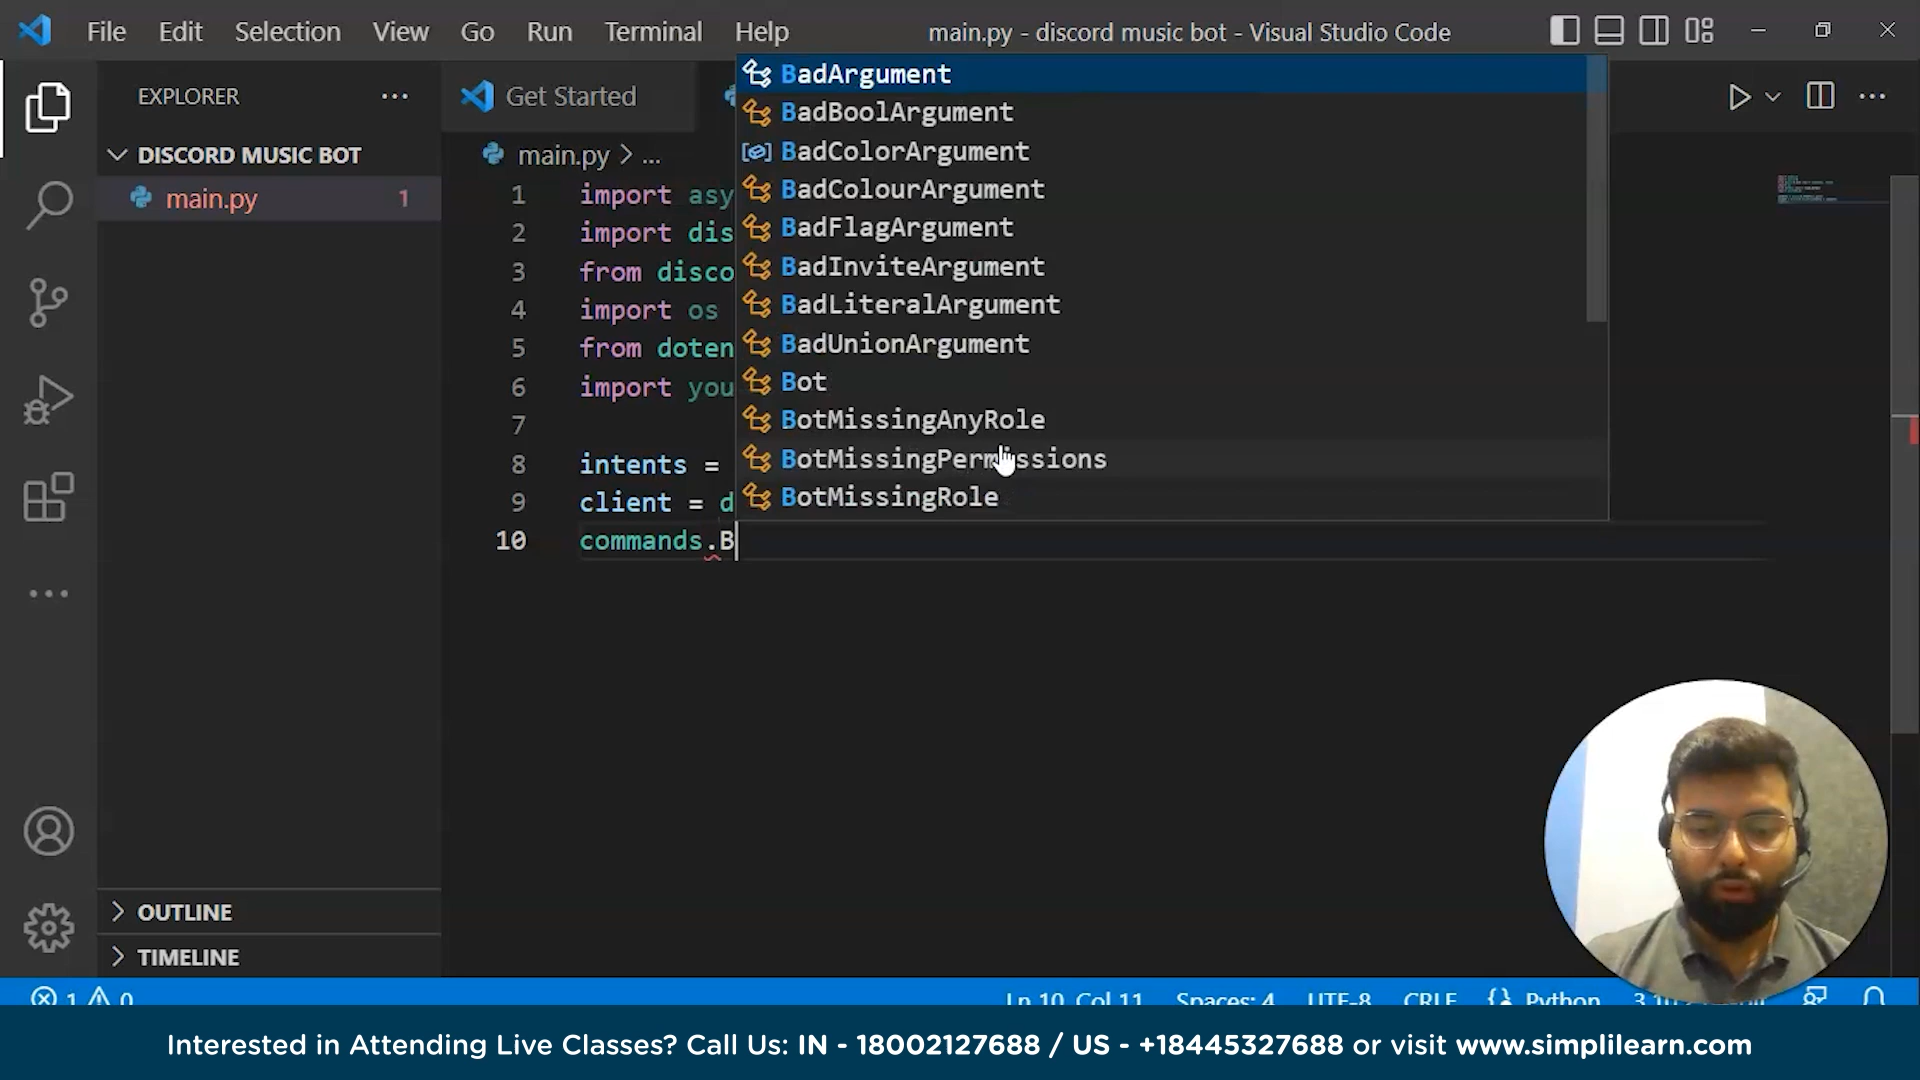 File Edit Selection View Go Run Terminal Help
main.py - discord music bot - Visual Studio Code
EXPLORER
DISCORD MUSIC BOT
main.py 1
Get Started
main.py > ...
1 import asy
2 import dis
3 from disco
4 import os
5 from doten
6 import you
7
8 intents =
9 client = d
10 commands.B
BadArgument
BadBoolArgument
BadColorArgument
BadColourArgument
BadFlagArgument
BadInviteArgument
BadLiteralArgument
BadUnionArgument
Bot
BotMissingAnyRole
BotMissingPermissions
BotMissingRole
OUTLINE
TIMELINE
1 0
Ln 10, Col 11 Spaces: 4 UTF-8 CRLF Python
Interested in Attending Live Classes? Call Us: IN - 18002127688 / US - +18445327688 or visit www.simplilearn.com